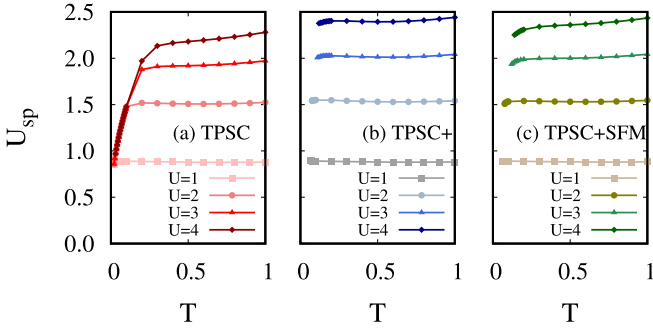 U_sp
2.5
2.0
1.5
1.0
0.5
0.0
(a) TPSC
U=1
U=2
U=3
U=4
0
0.5
1
T
(b) TPSC+
U=1
U=2
U=3
U=4
0
0.5
1
T
(c) TPSC+SFM
U=1
U=2
U=3
U=4
0
0.5
1
T